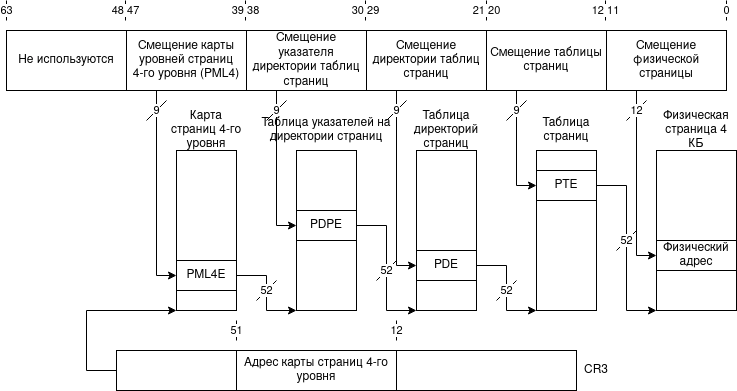 63
48 47
39 38
30 29
21 20
12 11
0
Не используются
Смещение карты
уровней страниц
4-го уровня (PML4)
Смещение
указателя
директории таблиц
страниц
Смещение
директории таблиц
страниц
Смещение таблицы
страниц
Смещение
физической
страницы
9
9
9
9
12
Карта
страниц 4-го
уровня
Таблица указателей на
директории страниц
Таблица
директорий
страниц
Таблица
страниц
Физическая
страница 4
КБ
PML4E
PDPE
PDE
PTE
Физический
адрес
52
52
52
52
51
12
Адрес карты страниц 4-го
уровня
CR3